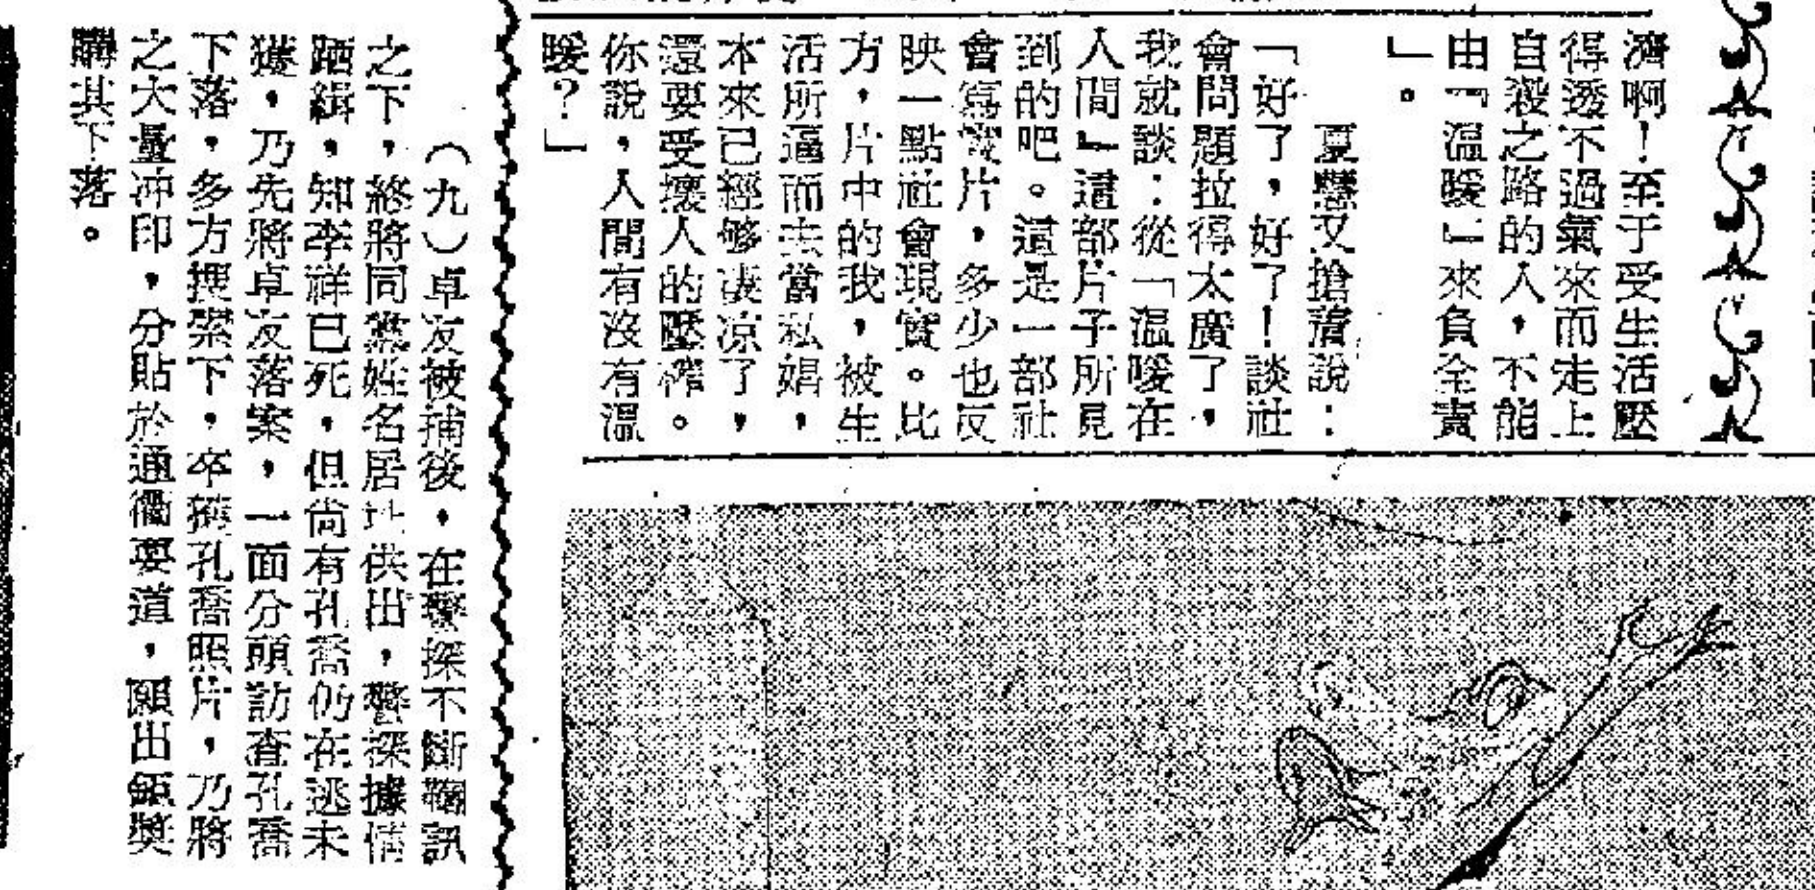 濟啊！至于受生活壓
得透不過氣來而走上
自殺之路的人，不能
由『溫暖』來負全責
」。
夏慧又搶着說：
「好了，好了！談社
會問題拉得太廣了，
我就談：從「溫暖在
人間』這部片子所見
到的吧。這是一部社
會寫實片，多少也反
映一點社會現實。比
方，片中的我，被生
活所逼而去當私娼，
本來已經够淒凉了，
還要受壞人的壓榨。
你說，人間有沒有溫
暖？」
（九）卓友被捕後，在警探不斷鞫訊
之下，終將同黨姓名居址供出，警探據情
跴緝，知李祥已死，但尙有孔喬仍在逃未
獲，乃先將卓友落案，一面分頭訪査孔喬
下落，多方搜索下，卒獲孔喬照片，乃將
之大量冲印，分貼於通衢要道，願出鉅獎
購其下落。